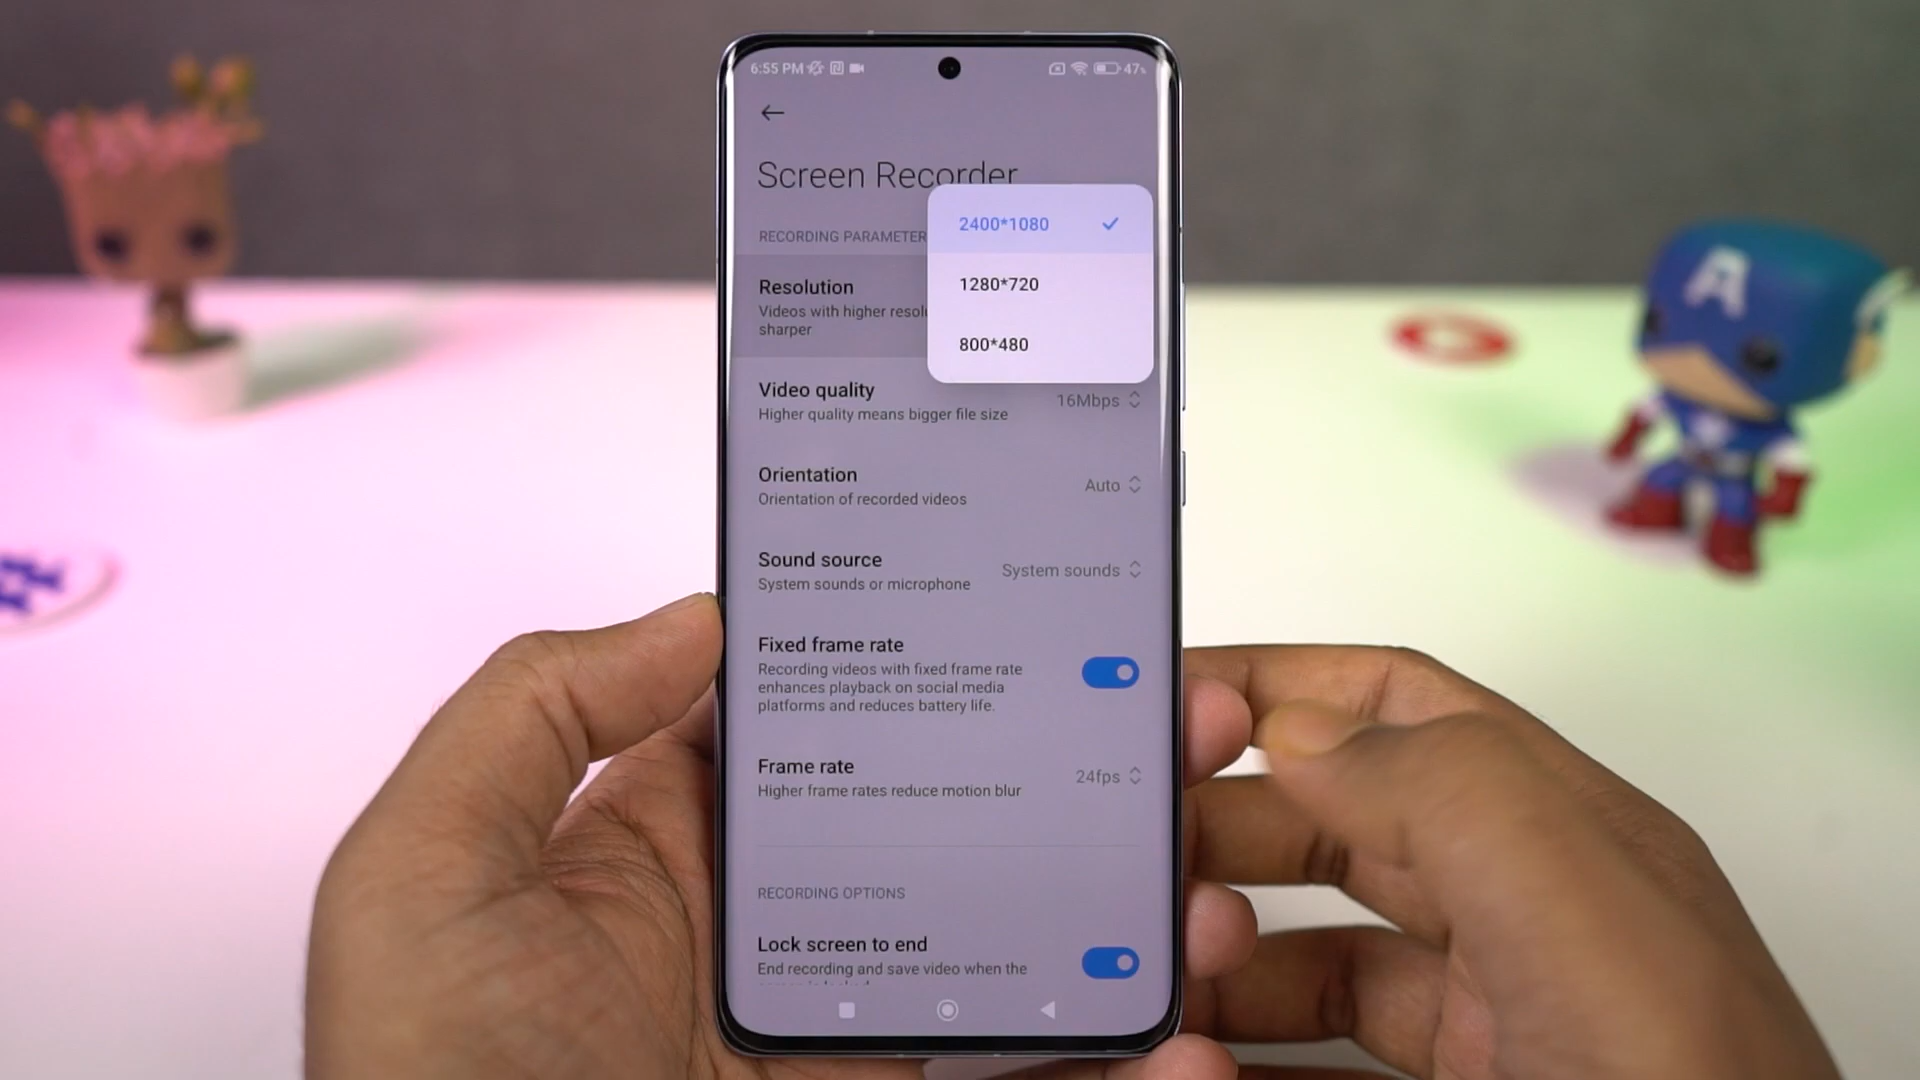 6:55 PM
47%
Screen Recorder
RECORDING PARAMETER
2400*1080
1280*720
800*480
Resolution
Videos with higher resol
sharper
Video quality
Higher quality means bigger file size
16Mbps
Orientation
Orientation of recorded videos
Auto
Sound source
System sounds or microphone
System sounds
Fixed frame rate
Recording videos with fixed frame rate
enhances playback on social media
platforms and reduces battery life.
Frame rate
Higher frame rates reduce motion blur
24fps
RECORDING OPTIONS
Lock screen to end
End recording and save video when the
A